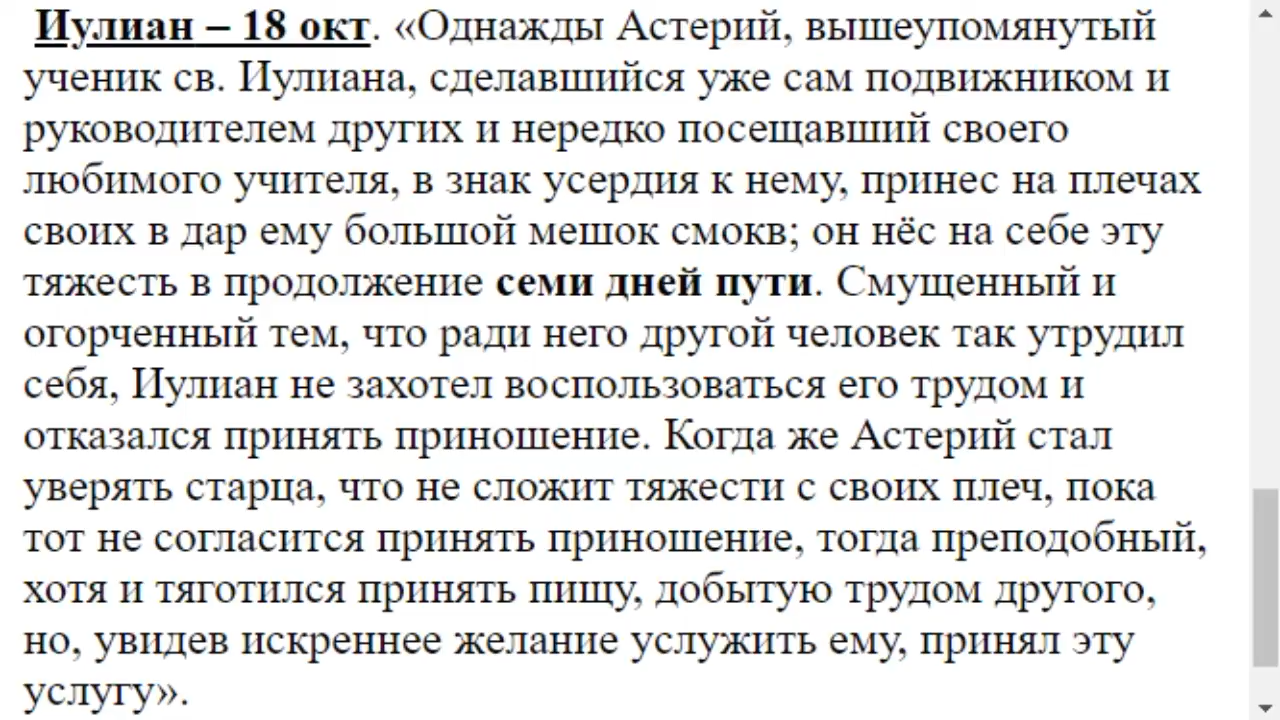 Иулиан – 18 окт. «Однажды Астерий, вышеупомянутый
ученик св. Иулиана, сделавшийся уже сам подвижником и
руководителем других и нередко посещавший своего
любимого учителя, в знак усердия к нему, принес на плечах
своих в дар ему большой мешок смокв; он нёс на себе эту
тяжесть в продолжение семи дней пути. Смущенный и
огорченный тем, что ради него другой человек так утрудил
себя, Иулиан не захотел воспользоваться его трудом и
отказался принять приношение. Когда же Астерий стал
уверять старца, что не сложит тяжести с своих плеч, пока
тот не согласится принять приношение, тогда преподобный,
хотя и тяготился принять пищу, добытую трудом другого,
но, увидев искреннее желание услужить ему, принял эту
услугу».